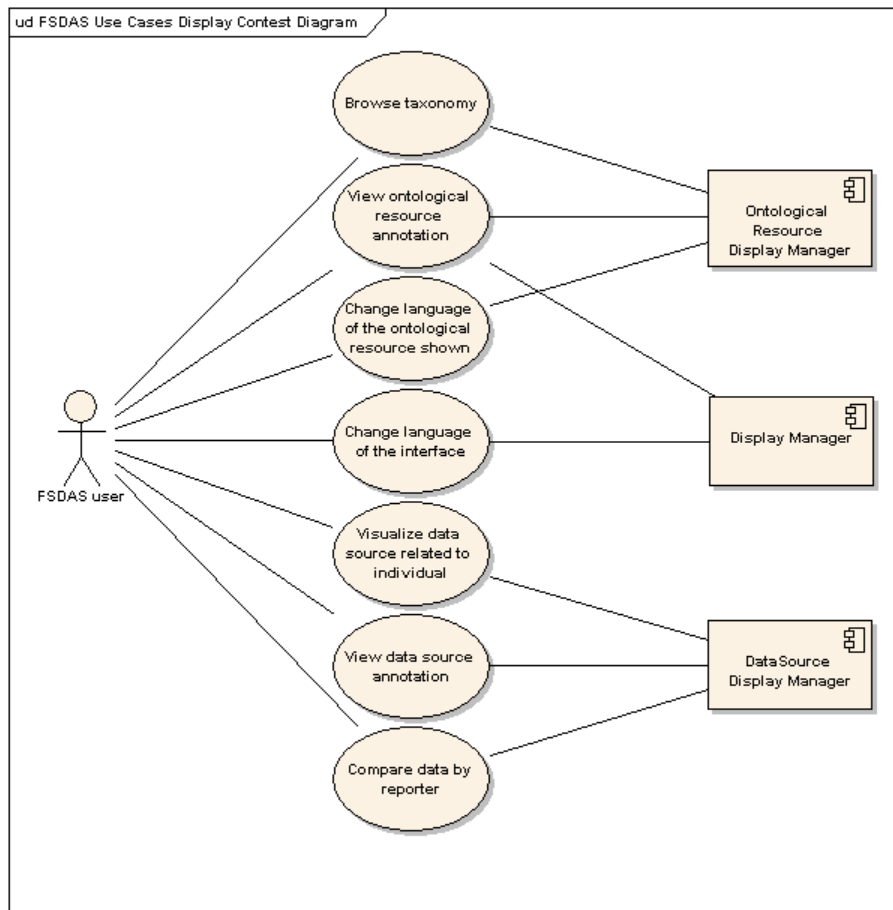 ud FSDAS Use Cases Display Contest Diagram
Browse taxonomy
View ontological
resource
annotation
Ontological
Resource
Display Manager
Change language
of the ontological
resource shown
FSDAS user
Change language
of the interface
Display Manager
Visualize data
source related to
individual
View data source
annotation
DataSource
Display Manager
Compare data by
reporter